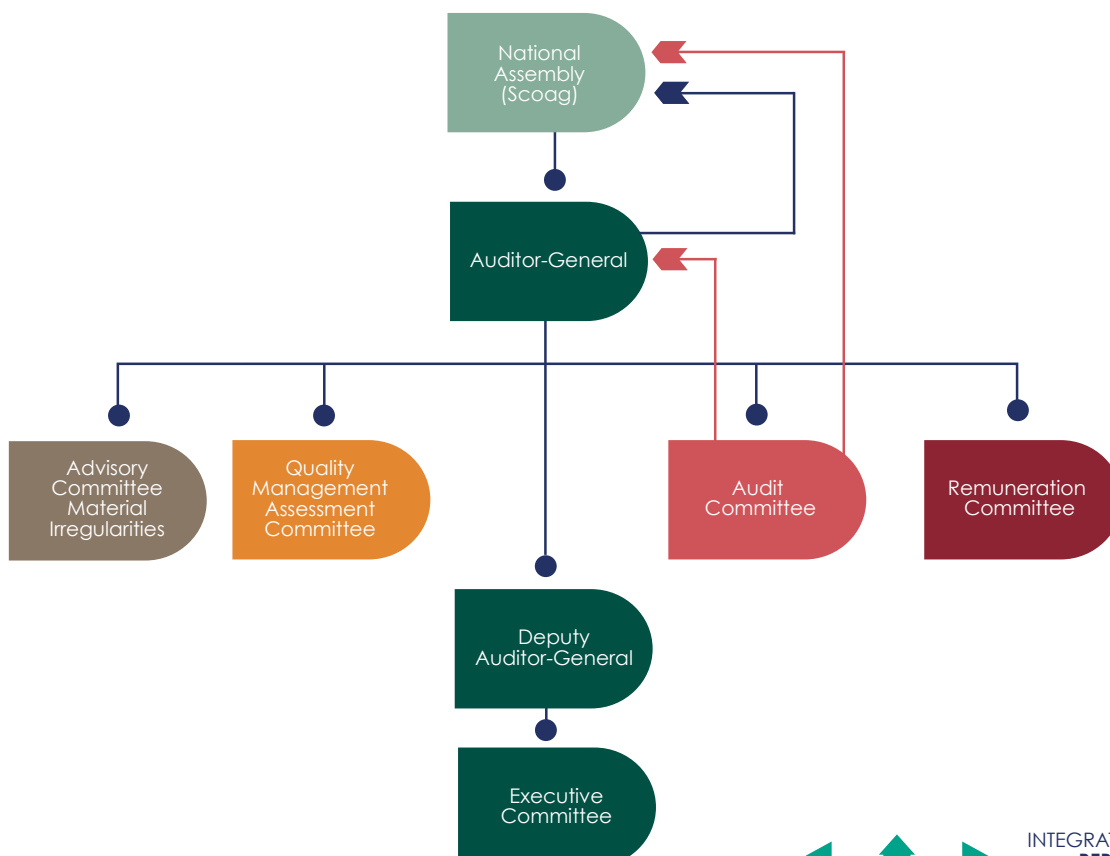 National
Assembly
(Scoag)
Auditor-General
Advisory
Committee
Material
Irregularities
Quality
Management
Assessment
Committee
Audit
Committee
Remuneration
Committee
Deputy
Auditor-General
Executive
Committee